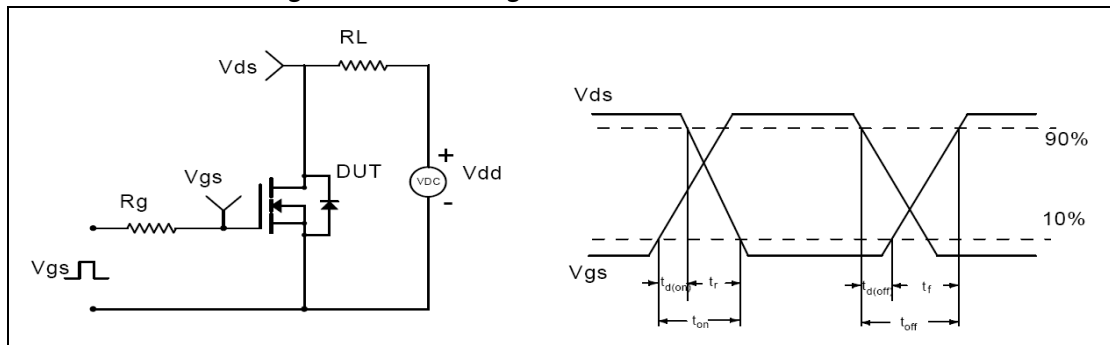 RL
Vds
Vgs
DUT
+
VDC
Vdd
-
Rg
Vgs
Vds
90%
10%
Vgs
td(on)
tr
td(off)
tf
ton
toff